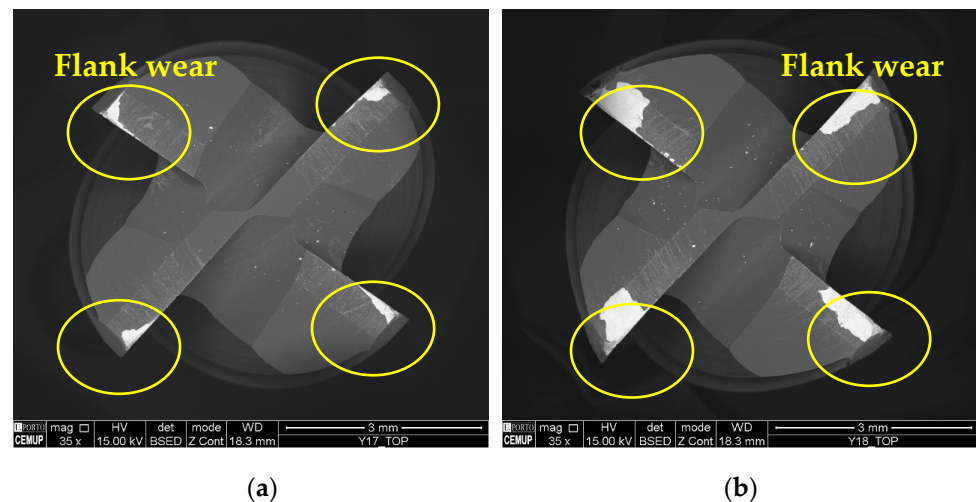 Flank wear
Flank wear
U.PORTO mag □ HV det mode WD 3 mm
CEMUP 35 x 15.00 kV BSED Z Cont 18.3 mm Y17_TOP
U.PORTO mag □ HV det mode WD 3 mm
CEMUP 35 x 15.00 kV BSED Z Cont 18.3 mm Y18_TOP
(a) (b)